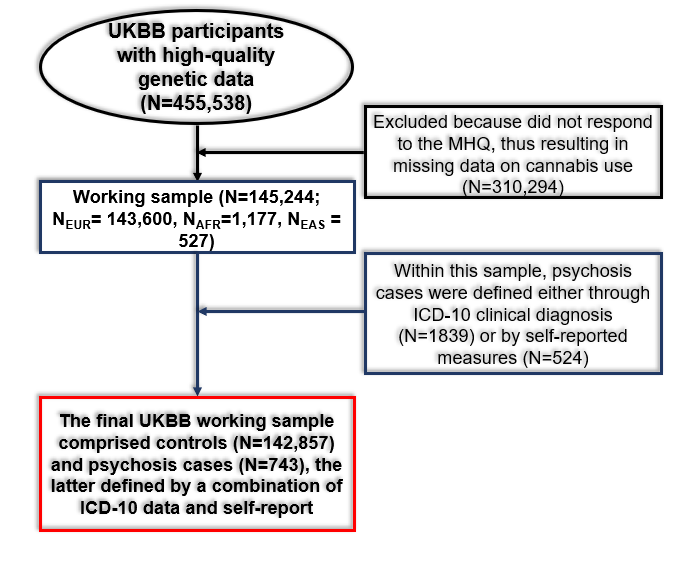 UKBB participants
with high-quality
genetic data
(N=455,538)
Excluded because did not respond
to the MHQ, thus resulting in
missing data on cannabis use
(N=310,294)
Working sample (N=145,244;
NEUR= 143,600, NAFR=1,177, NEAS =
527)
Within this sample, psychosis
cases were defined either through
ICD-10 clinical diagnosis
(N=1839) or by self-reported
measures (N=524)
The final UKBB working sample
comprised controls (N=142,857)
and psychosis cases (N=743), the
latter defined by a combination of
ICD-10 data and self-report